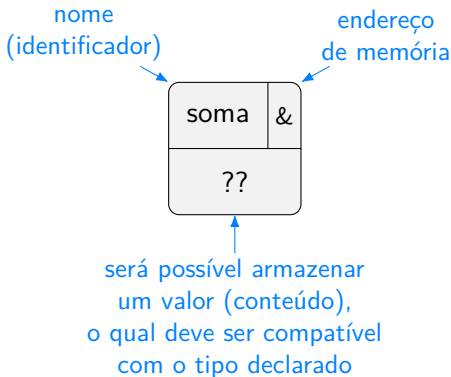 nome
(identificador)
endereço
de memória
soma
&
??
será possível armazenar
um valor (conteúdo),
o qual deve ser compatível
com o tipo declarado